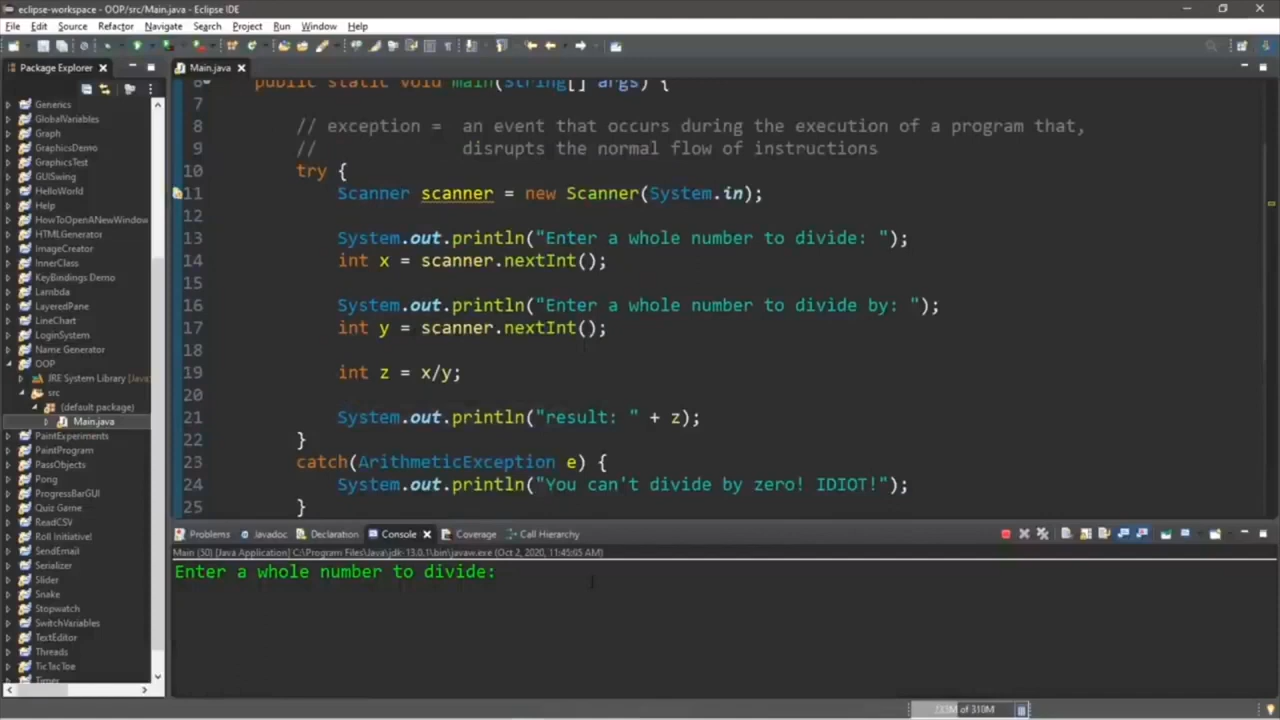 eclipse-workspace - OOP/src/Main.java - Eclipse IDE
File Edit Source Refactor Navigate Search Project Run Window Help
Package Explorer
Main.java
Generics
GlobalVariables
Graph
GraphicsDemo
GraphicsTest
GUISwing
HelloWorld
Help
HowToOpenANewWindow
HTMLGenerator
ImageCreator
InnerClass
KeyBindings Demo
Lambda
LayeredPane
LineChart
LoginSystem
Name Generator
OOP
JRE System Library [Java
src
(default package)
Main.java
PaintExperiments
PaintProgram
PassObjects
Pong
ProgressBarGUI
Quiz Game
ReadCSV
Roll Initiative!
SendEmail
Serializer
Slider
Snake
Stopwatch
SwitchVariables
TextEditor
Threads
TicTacToe
Timer
6 public static void main(String[] args) {
7
8 // exception = an event that occurs during the execution of a program that,
9 // disrupts the normal flow of instructions
10 try {
11 Scanner scanner = new Scanner(System.in);
12
13 System.out.println("Enter a whole number to divide: ");
14 int x = scanner.nextInt();
15
16 System.out.println("Enter a whole number to divide by: ");
17 int y = scanner.nextInt();
18
19 int z = x/y;
20
21 System.out.println("result: " + z);
22 }
23 catch(ArithmeticException e) {
24 System.out.println("You can't divide by zero! IDIOT!");
25 }
Problems Javadoc Declaration Console Coverage Call Hierarchy
Main (50) [Java Application] C:\Program Files\Java\jdk-13.0.1\bin\javaw.exe (Oct 2, 2020, 11:45:05 AM)
Enter a whole number to divide:
of 310M